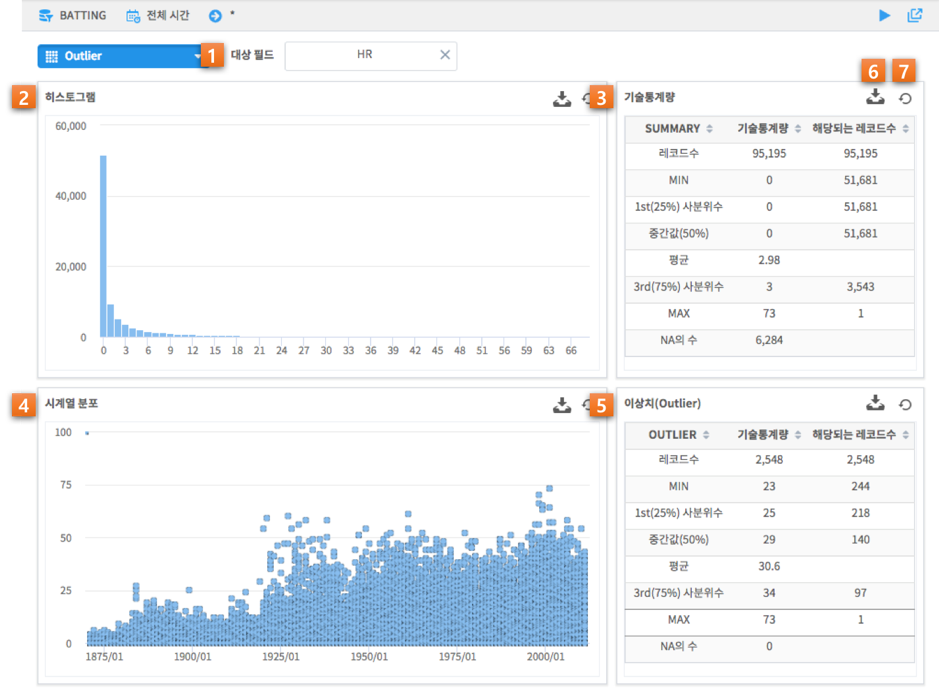 BATTING 전체 시간 *
Outlier 1 대상 필드 HR
6 7
2 히스토그램
60,000
40,000
20,000
0
0 3 6 9 12 15 18 21 24 27 30 33 36 39 42 45 48 51 56 59 63 66
3 기술통계량
SUMMARY 기술통계량 해당되는 레코드수
레코드수 95,195 95,195
MIN 0 51,681
1st(25%) 사분위수 0 51,681
중간값(50%) 0 51,681
평균 2.98
3rd(75%) 사분위수 3 3,543
MAX 73 1
NA의 수 6,284
4 시계열 분포
100
75
50
25
0
1875/01 1900/01 1925/01 1950/01 1975/01 2000/01
5 이상치(Outlier)
OUTLIER 기술통계량 해당되는 레코드수
레코드수 2,548 2,548
MIN 23 244
1st(25%) 사분위수 25 218
중간값(50%) 29 140
평균 30.6
3rd(75%) 사분위수 34 97
MAX 73 1
NA의 수 0